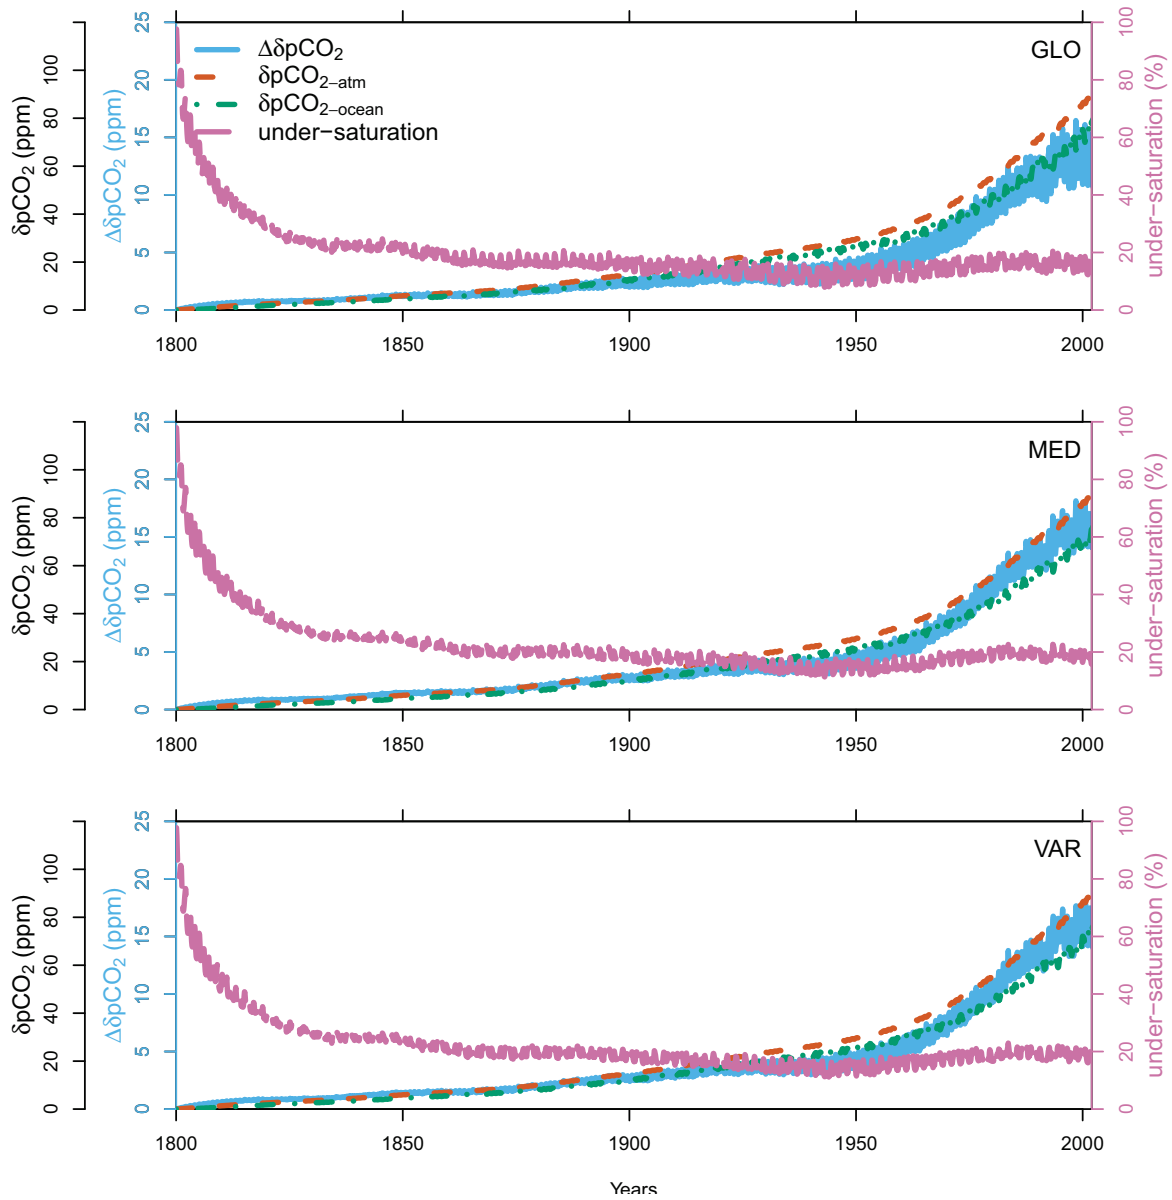 GLO
ΔδpCO2
δpCO2−atm
δpCO2−ocean
under−saturation
δpCO2 (ppm)
0 20 40 60 80 100
ΔδpCO2 (ppm)
0 5 10 15 20 25
under−saturation (%)
0 20 40 60 80 100
1800 1850 1900 1950 2000
MED
δpCO2 (ppm)
0 20 40 60 80 100
ΔδpCO2 (ppm)
0 5 10 15 20 25
under−saturation (%)
0 20 40 60 80 100
1800 1850 1900 1950 2000
VAR
δpCO2 (ppm)
0 20 40 60 80 100
ΔδpCO2 (ppm)
0 5 10 15 20 25
under−saturation (%)
0 20 40 60 80 100
1800 1850 1900 1950 2000
Years